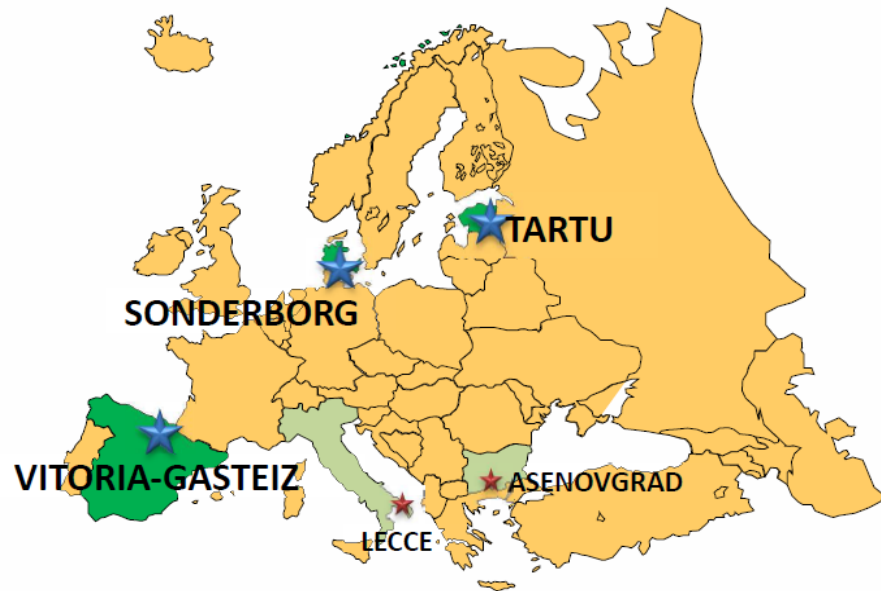 TARTU
SONDERBORG
VITORIA-GASTEIZ
ASENOVGRAD
LECCE